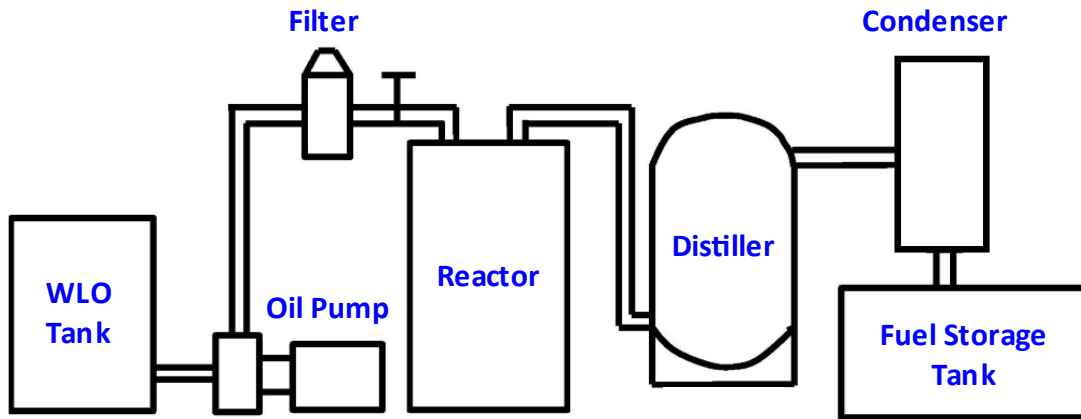 Filter
Condenser
WLO
Tank
Oil Pump
Reactor
Distiller
Fuel Storage
Tank